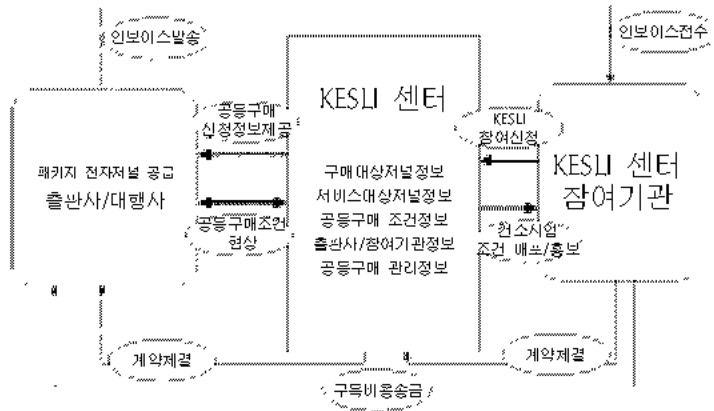 인보이스발송
인보이스접수
KESLI 센터
공동구매
신청정보제공
KESLI
참여신청
패키지 전자저널 공급
출판사/대행사
구매대상저널정보
서비스대상저널정보
공동구매 조건정보
출판사/참여기관정보
공동구매 관리정보
KESLI 센터
참여기관
공동구매조건
협상
컨소시엄
조건 배포/홍보
계약체결
계약체결
구독비용송금